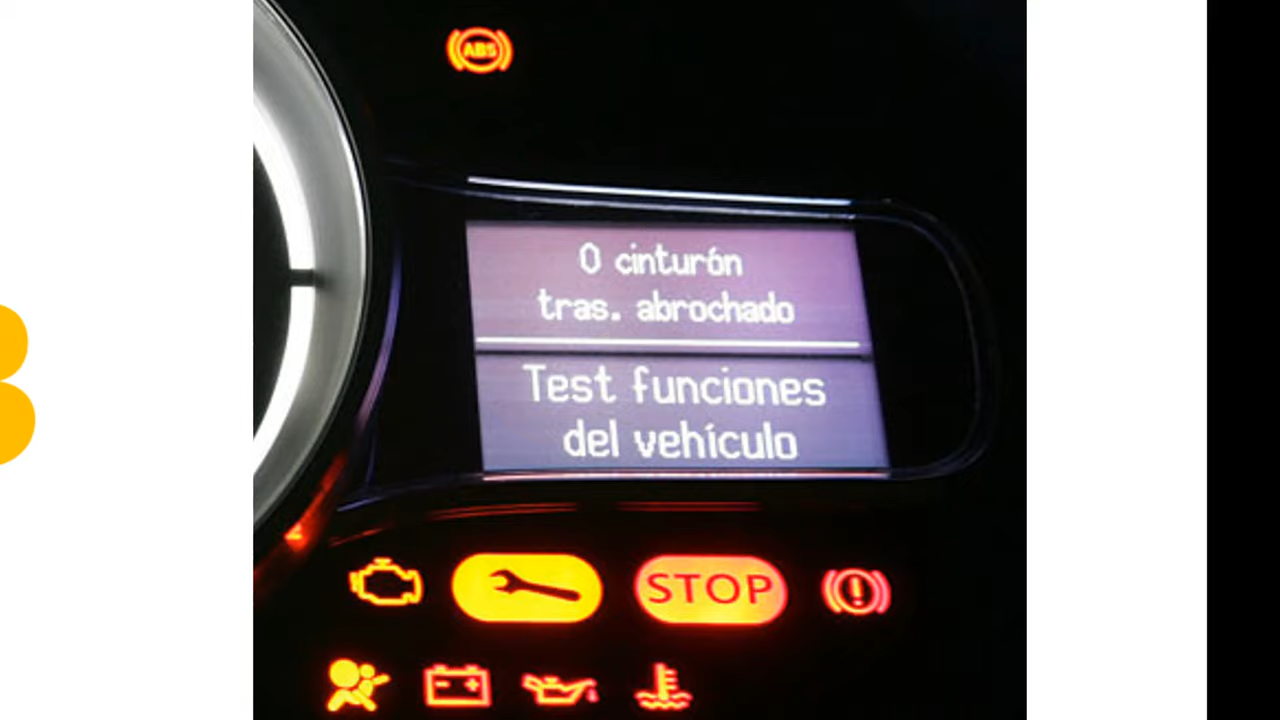 ABS
0 cinturón
tras. abrochado
Test funciones
del vehículo
STOP